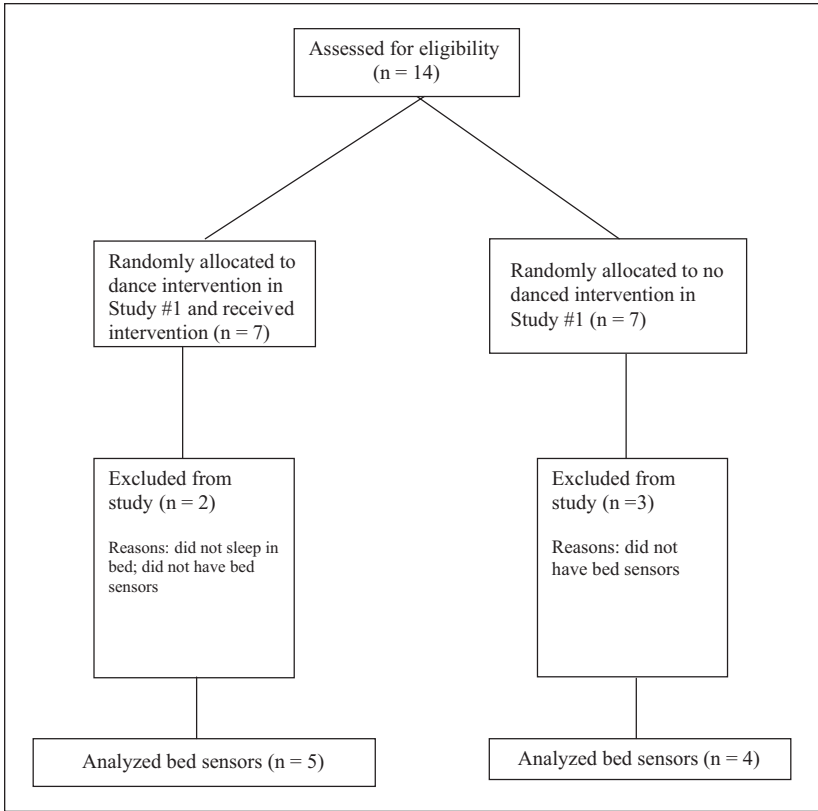 Assessed for eligibility
(n = 14)
Randomly allocated to
dance intervention in
Study #1 and received
intervention (n = 7)
Randomly allocated to no
danced intervention in
Study #1 (n = 7)
Excluded from
study (n = 2)
Reasons: did not sleep in
bed; did not have bed
sensors
Excluded from
study (n =3)
Reasons: did not
have bed sensors
Analyzed bed sensors (n = 5)
Analyzed bed sensors (n = 4)